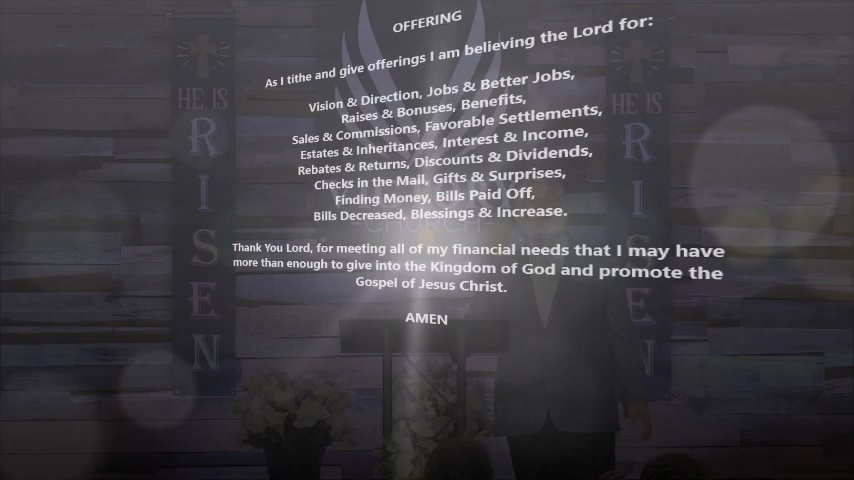 OFFERING
As I tithe and give offerings I am believing the Lord for:
Vision & Direction, Jobs & Better Jobs,
Raises & Bonuses, Benefits,
Sales & Commissions, Favorable Settlements,
Estates & Inheritances, Interest & Income,
Rebates & Returns, Discounts & Dividends,
Checks in the Mail, Gifts & Surprises,
Finding Money, Bills Paid Off,
Bills Decreased, Blessings & Increase.
Thank You Lord, for meeting all of my financial needs that I may have
more than enough to give into the Kingdom of God and promote the
Gospel of Jesus Christ.
AMEN
HE IS
RISEN
HE IS
RISEN
CHURCH